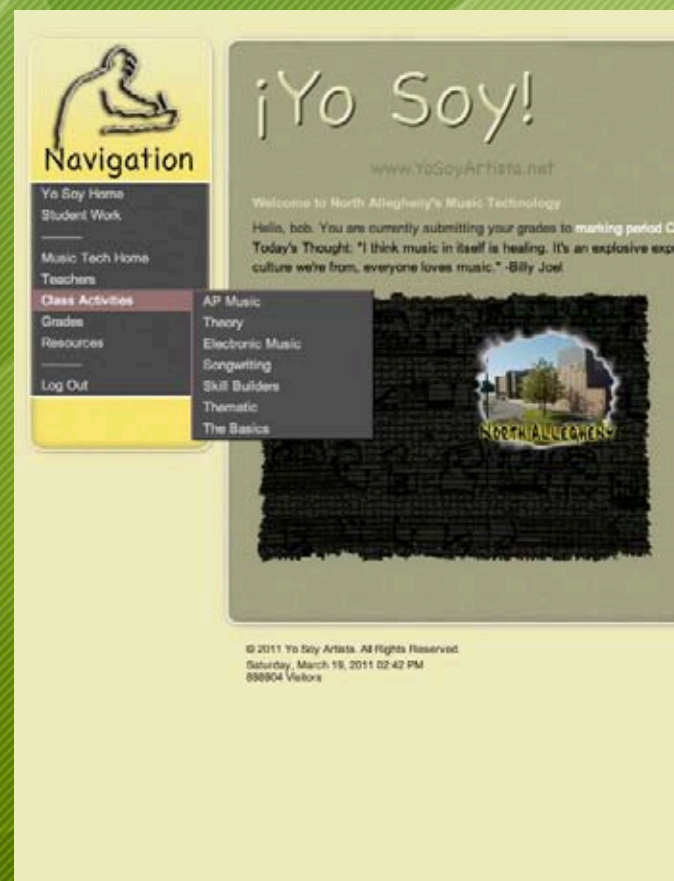 Navigation
Yo Soy Home
Student Work
Music Tech Home
Teachers
Class Activities
Grades
Resources
Log Out
AP Music
Theory
Electronic Music
Songwriting
Skill Builders
Thematic
The Basics
¡Yo Soy!
www.YoSoyArtista.net
Welcome to North Allegheny's Music Technology
Hello, bob. You are currently submitting your grades to marking period
Today's Thought: "I think music in itself is healing. It's an explosive
culture we're from, everyone loves music." -Billy Joel
NORTH ALLEGHENY
© 2011 Yo Soy Artista. All Rights Reserved.
Saturday, March 19, 2011 02:42 PM
898904 Visitors